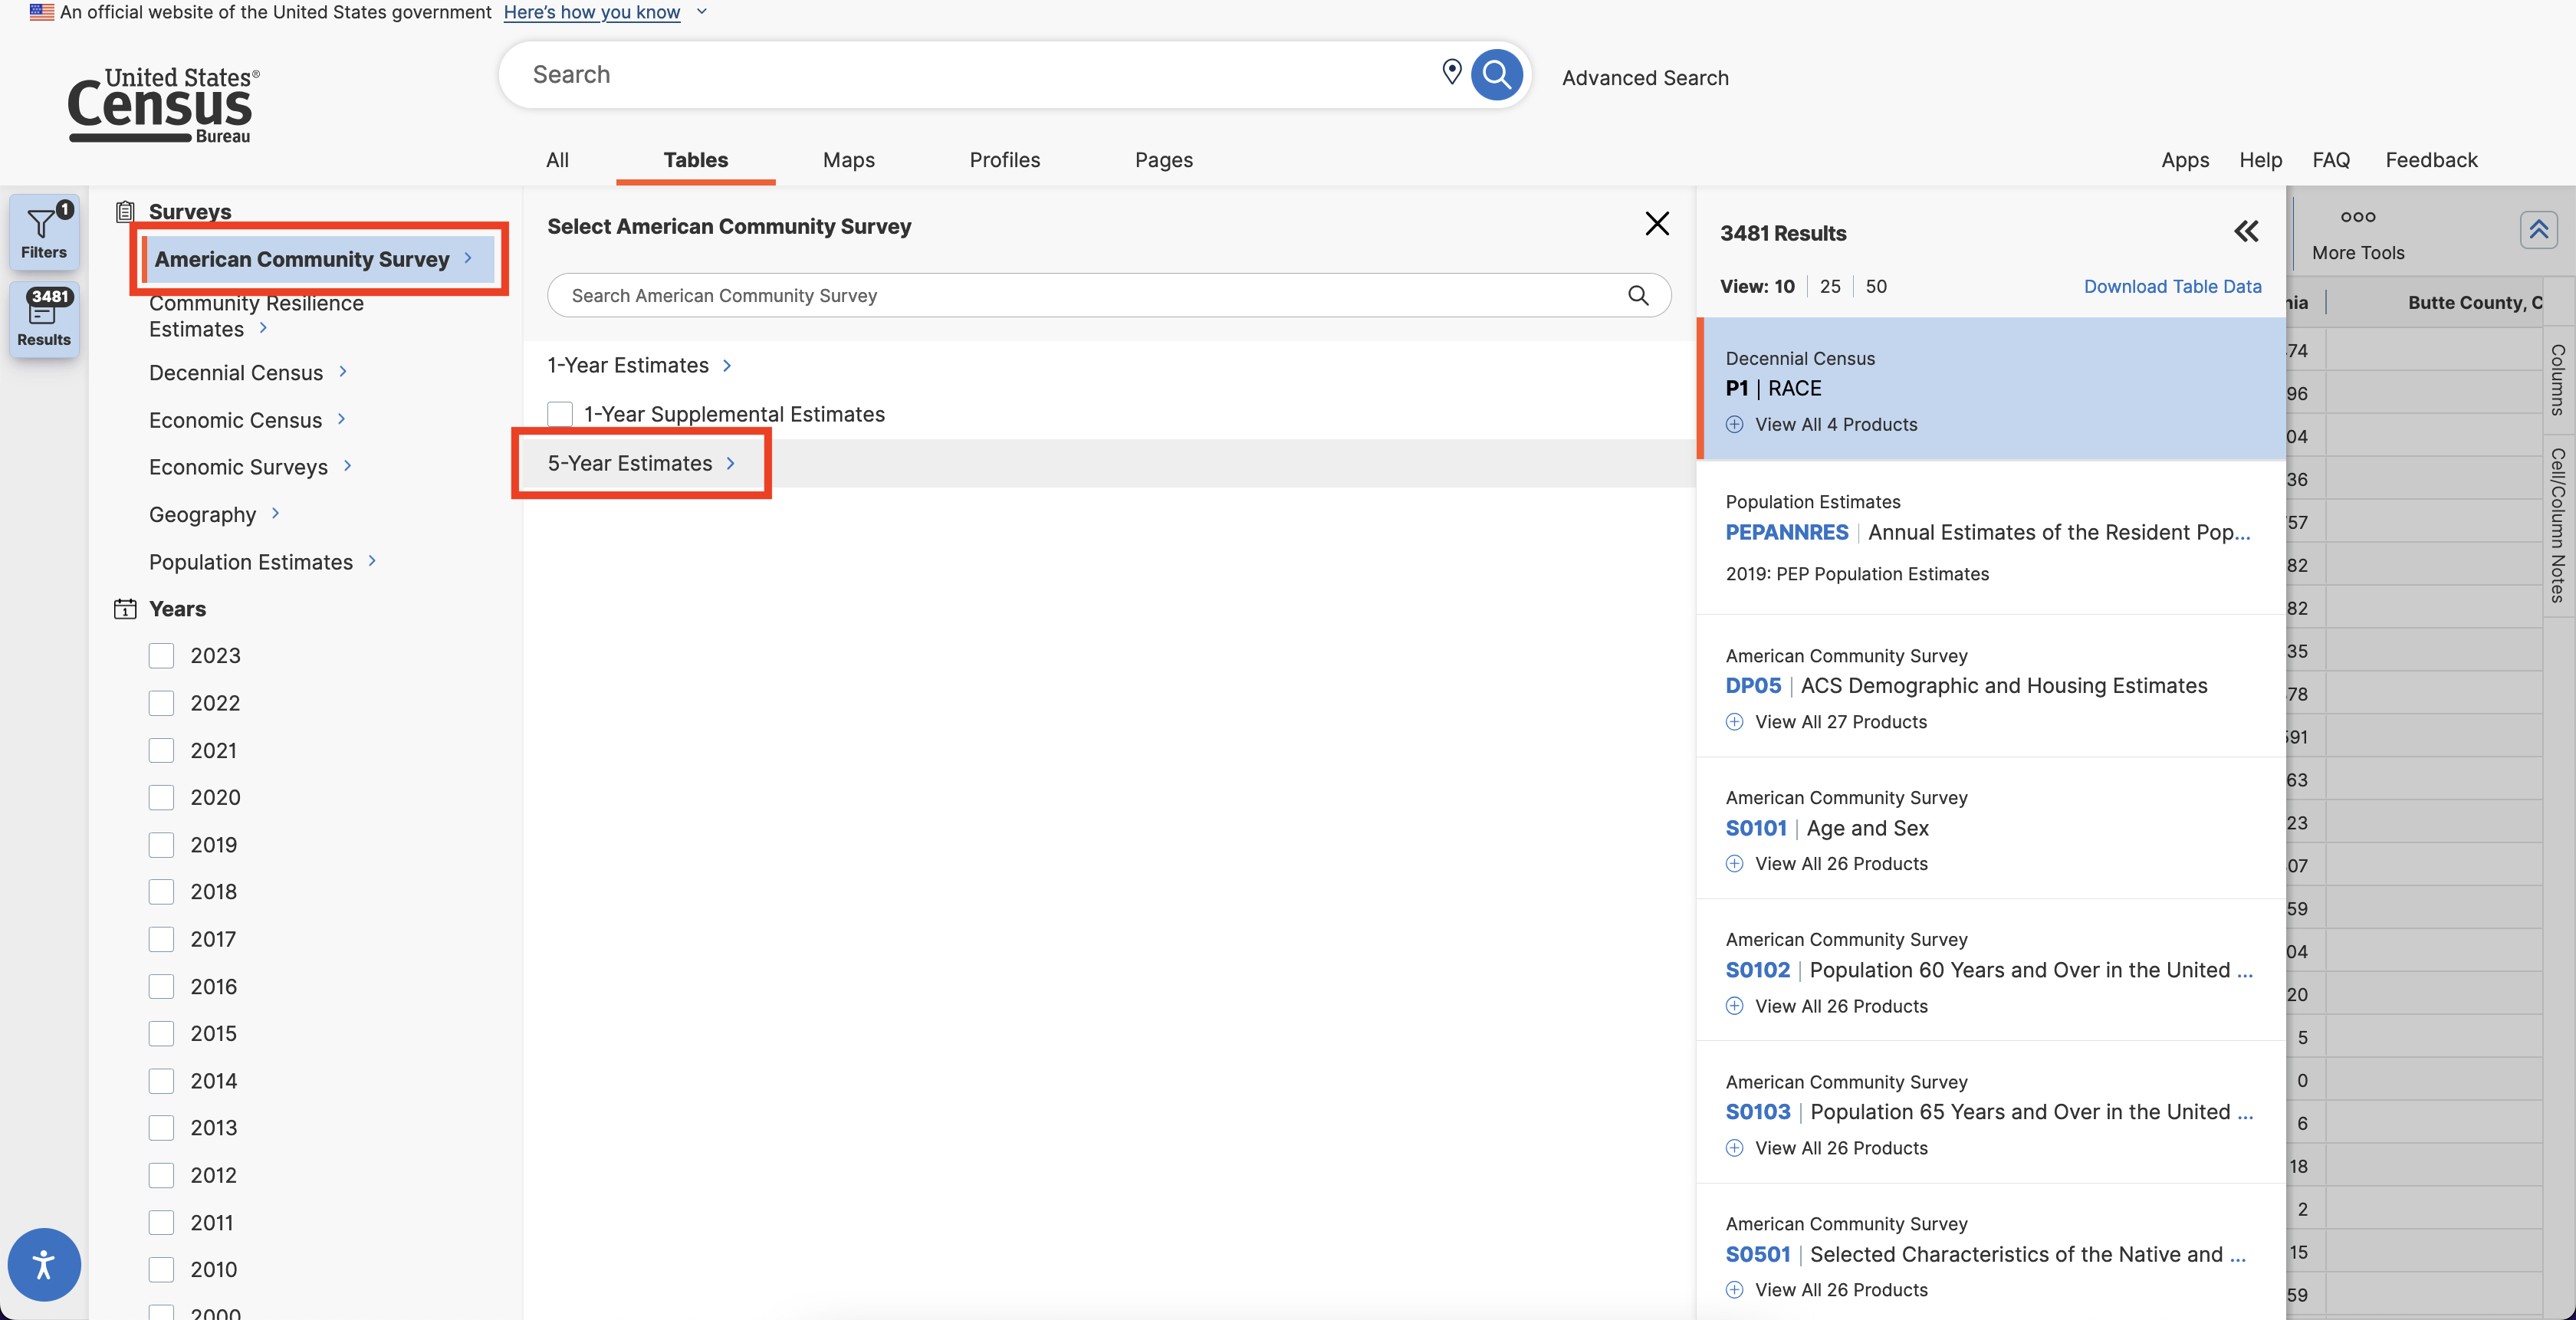 An official website of the United States government Here's how you know
United States®
Census
Bureau
Search
Advanced Search
All Tables Maps Profiles Pages
Apps Help FAQ Feedback
1
Filters
3481
Results
Surveys
American Community Survey
Community Resilience
Estimates
Decennial Census
Economic Census
Economic Surveys
Geography
Population Estimates
1
Years
2023
2022
2021
2020
2019
2018
2017
2016
2015
2014
2013
2012
2011
2010
2000
Select American Community Survey
Search American Community Survey
1-Year Estimates
1-Year Supplemental Estimates
5-Year Estimates
3481 Results
View: 10 25 50
Download Table Data
Decennial Census
P1 | RACE
View All 4 Products
Population Estimates
PEPANNRES | Annual Estimates of the Resident Pop...
2019: PEP Population Estimates
American Community Survey
DP05 | ACS Demographic and Housing Estimates
View All 27 Products
American Community Survey
S0101 | Age and Sex
View All 26 Products
American Community Survey
S0102 | Population 60 Years and Over in the United ...
View All 26 Products
American Community Survey
S0103 | Population 65 Years and Over in the United ...
View All 26 Products
American Community Survey
S0501 | Selected Characteristics of the Native and ...
View All 26 Products
More Tools
nia Butte County, C
74
96
04
36
57
82
82
35
78
91
63
23
07
59
04
20
5
0
6
18
2
15
59
Columns
Cell/Column Notes